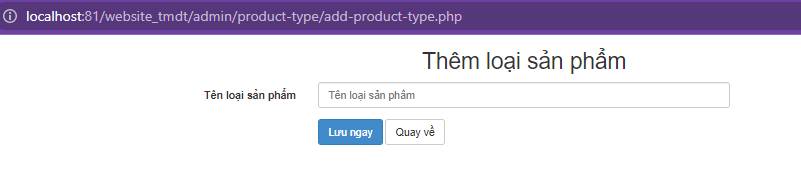 localhost:81/website_tmdt/admin/product-type/add-product-type.php
Thêm loại sản phẩm
Tên loại sản phẩm Tên loại sản phẩm
Lưu ngay Quay về